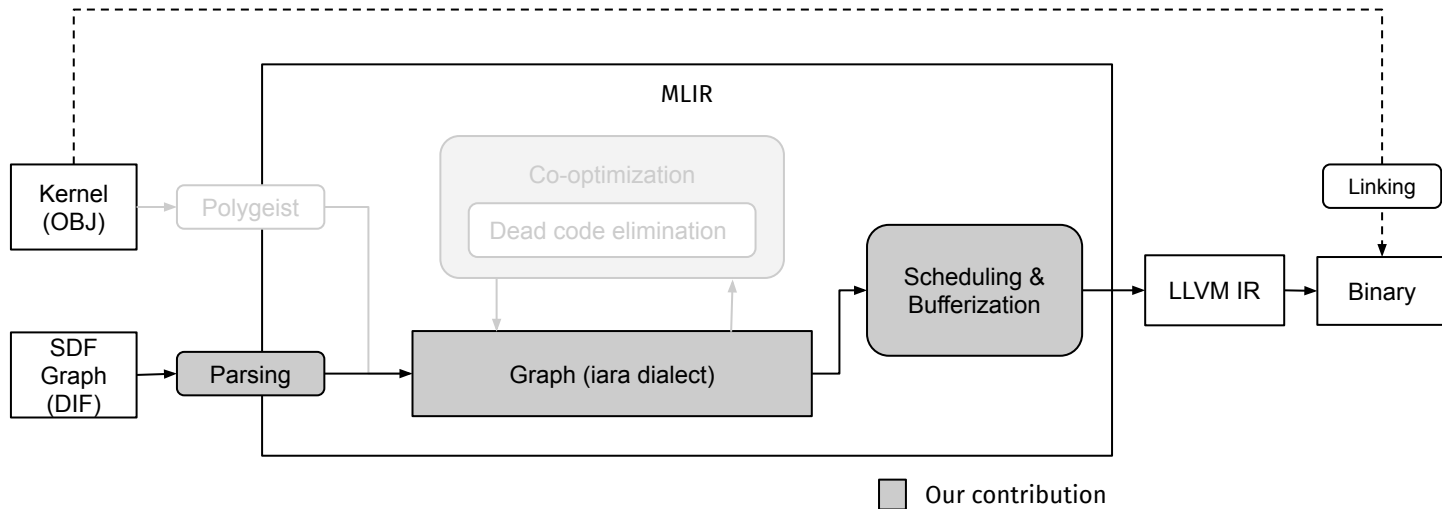 MLIR
Kernel
(OBJ)
Polygeist
Co-optimization
Dead code elimination
Linking
Scheduling &
Bufferization
LLVM IR
Binary
SDF
Graph
(DIF)
Parsing
Graph (iara dialect)
Our contribution